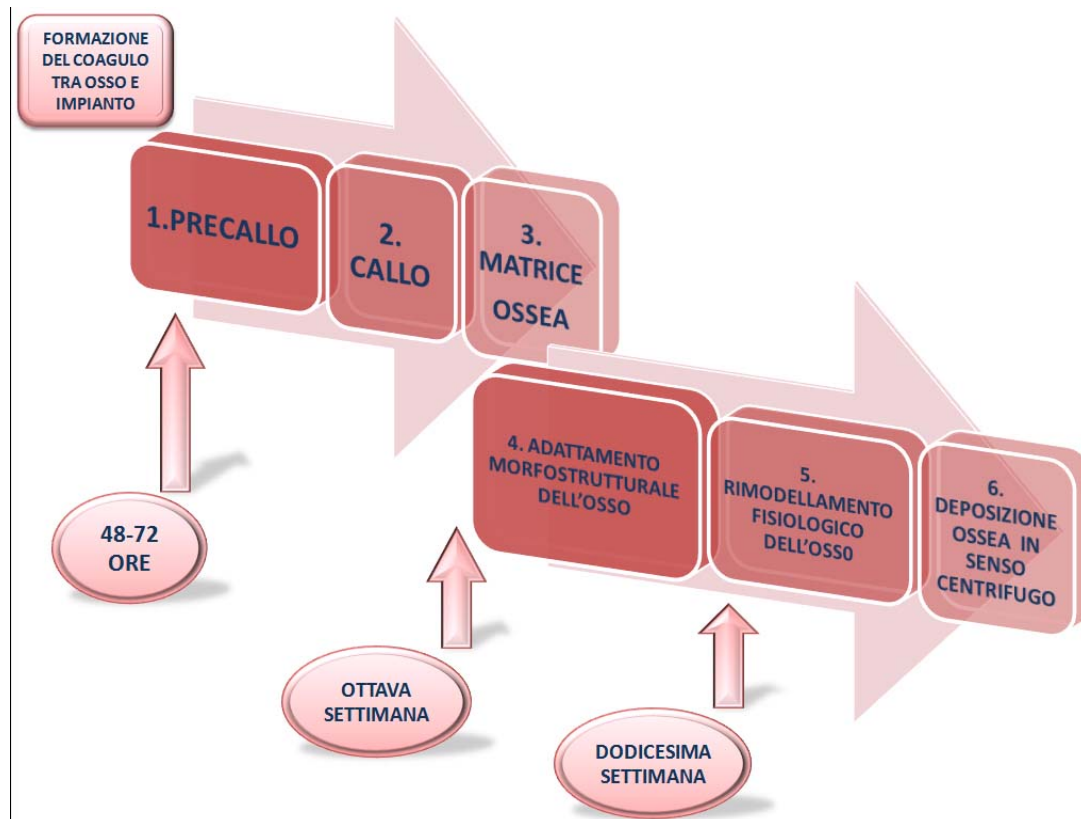 FORMAZIONE
DEL COAGULO
TRA OSSO E
IMPIANTO
1.PRECALLO
2.
CALLO
3.
MATRICE
OSSEA
4. ADATTAMENTO
MORFOSTRUTTURALE
DELL'OSSO
5.
RIMODELLAMENTO
FISIOLOGICO
DELL'OSS0
6.
DEPOSIZIONE
OSSEA IN
SENSO
CENTRIFUGO
48-72
ORE
OTTAVA
SETTIMANA
DODICESIMA
SETTIMANA